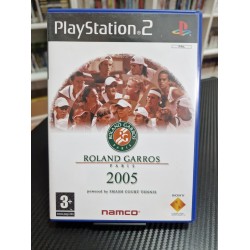 PlayStation 2
ROLAND GARROS
PARIS
2005
powered by SMASH COURT TENNIS
3+
namco